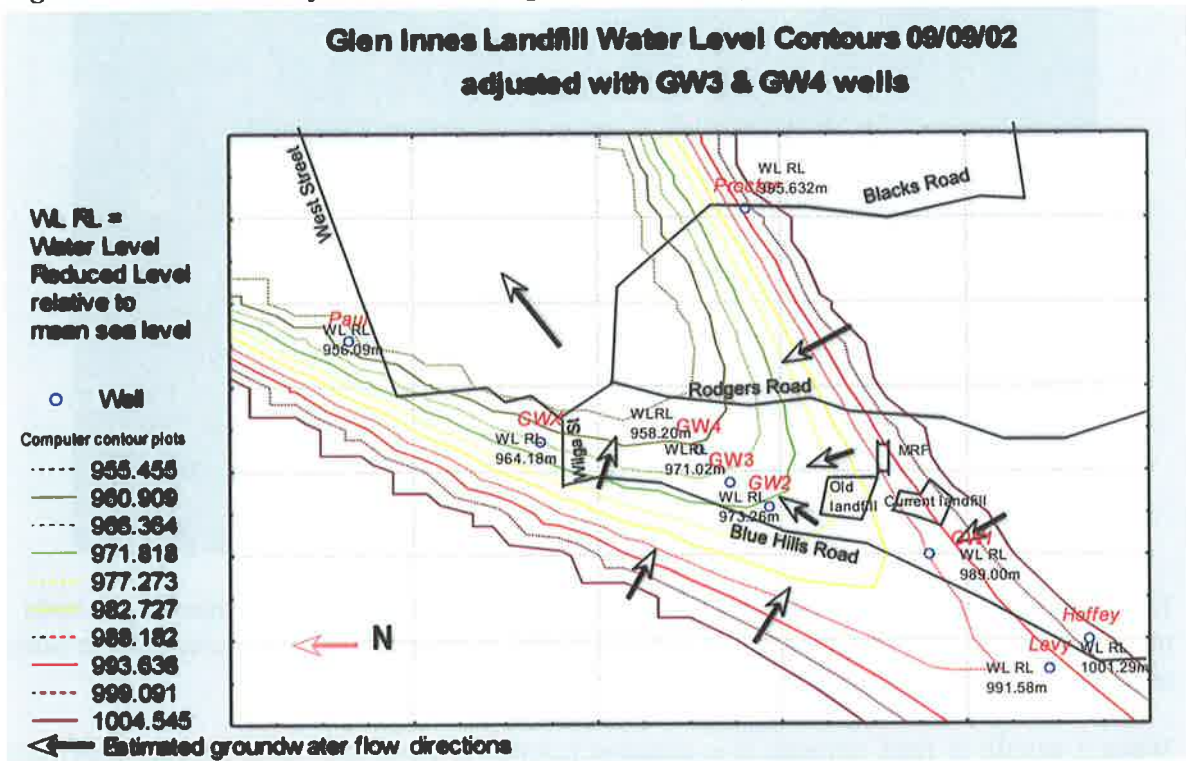 Glen Innes Landfill Water Level Contours 09/09/02
adjusted with GW3 & GW4 wells
WL RL =
Water Level
Reduced Level
relative to
mean sea level
Well
Computer contour plots
955.455
960.909
966.364
971.818
977.273
982.727
988.182
993.636
999.091
1004.545
Estimated groundwater flow directions
West Street
WL RL
Proctor
995.632m
Blacks Road
Paul
WL RL
956.09m
Rodgers Road
GWX
WL RL
964.18m
Wilga St
WLRL
958.20m
GW4
WLRL
971.02m
GW3
GW2
WL RL
973.26m
MRF
Old
landfill
Current landfill
Blue Hills Road
GW1
WL RL
989.00m
N
Hoffey
Levy
WL RL
1001.29m
WL RL
991.58m